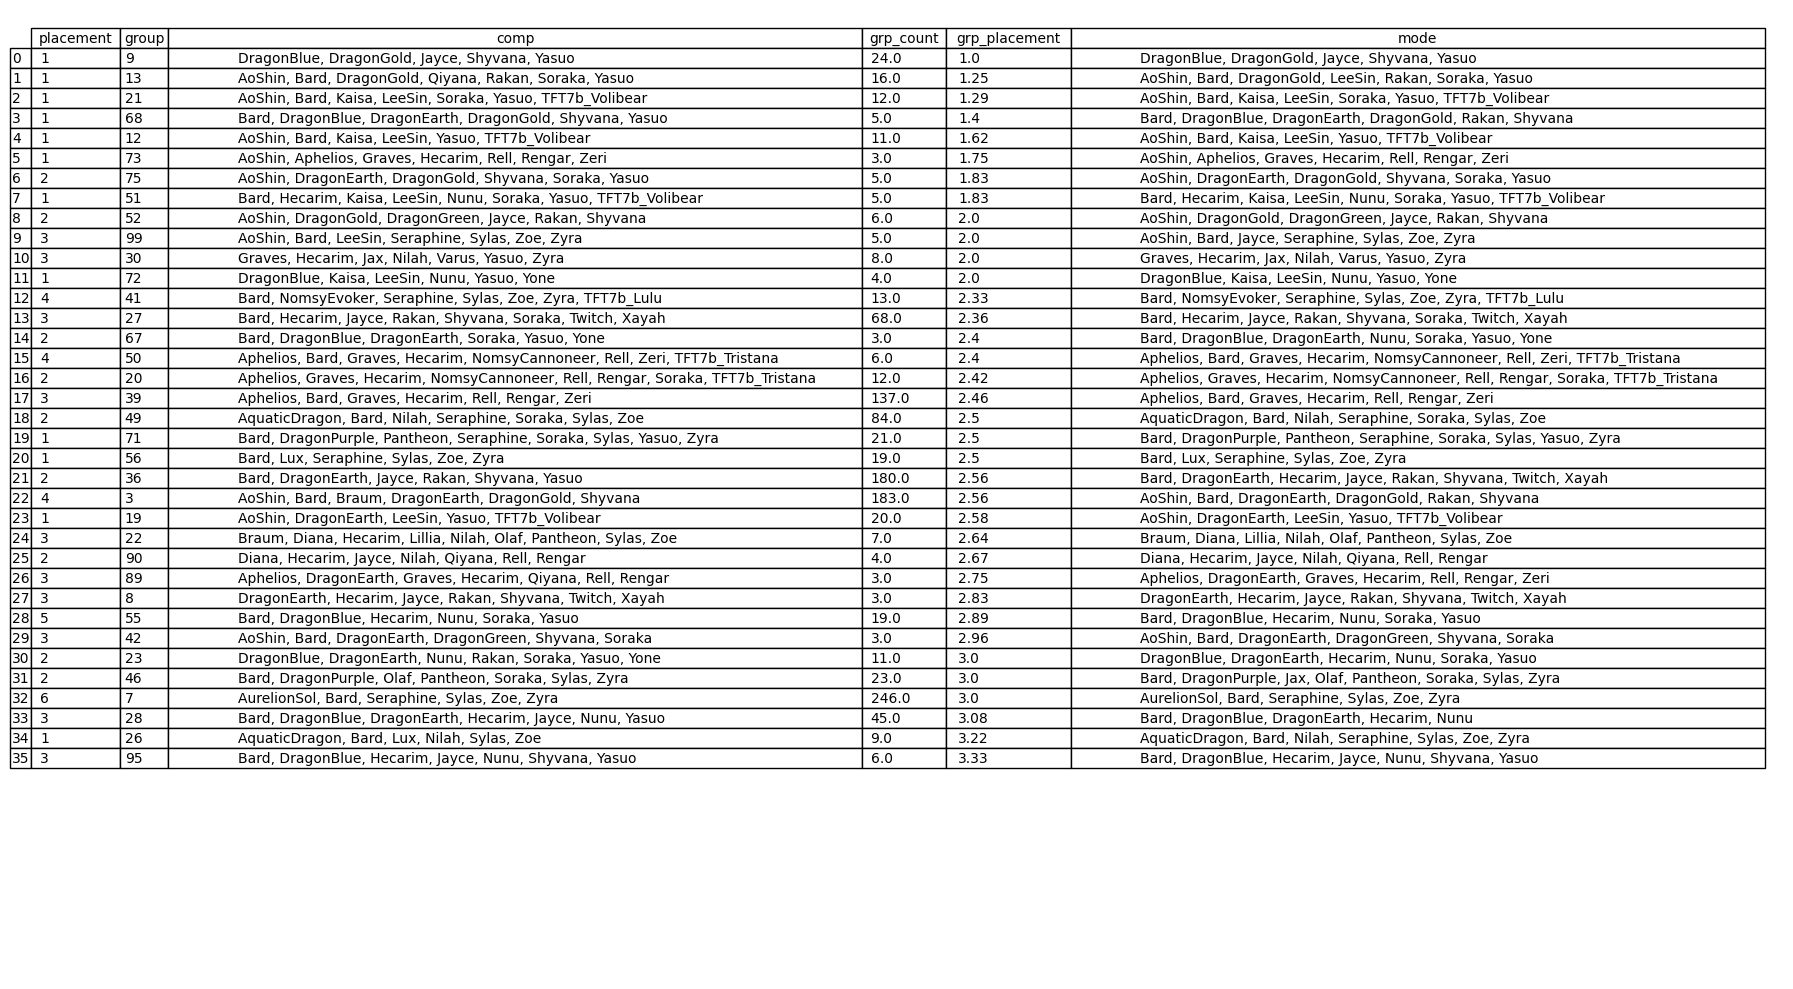 placement group comp grp_count grp_placement mode
0 1 9 DragonBlue, DragonGold, Jayce, Shyvana, Yasuo 24.0 1.0 DragonBlue, DragonGold, Jayce, Shyvana, Yasuo
1 1 13 AoShin, Bard, DragonGold, Qiyana, Rakan, Soraka, Yasuo 16.0 1.25 AoShin, Bard, DragonGold, LeeSin, Rakan, Soraka, Yasuo
2 1 21 AoShin, Bard, Kaisa, LeeSin, Soraka, Yasuo, TFT7b_Volibear 12.0 1.29 AoShin, Bard, Kaisa, LeeSin, Soraka, Yasuo, TFT7b_Volibear
3 1 68 Bard, DragonBlue, DragonEarth, DragonGold, Shyvana, Yasuo 5.0 1.4 Bard, DragonBlue, DragonEarth, DragonGold, Rakan, Shyvana
4 1 12 AoShin, Bard, Kaisa, LeeSin, Yasuo, TFT7b_Volibear 11.0 1.62 AoShin, Bard, Kaisa, LeeSin, Yasuo, TFT7b_Volibear
5 1 73 AoShin, Aphelios, Graves, Hecarim, Rell, Rengar, Zeri 3.0 1.75 AoShin, Aphelios, Graves, Hecarim, Rell, Rengar, Zeri
6 2 75 AoShin, DragonEarth, DragonGold, Shyvana, Soraka, Yasuo 5.0 1.83 AoShin, DragonEarth, DragonGold, Shyvana, Soraka, Yasuo
7 1 51 Bard, Hecarim, Kaisa, LeeSin, Nunu, Soraka, Yasuo, TFT7b_Volibear 5.0 1.83 Bard, Hecarim, Kaisa, LeeSin, Nunu, Soraka, Yasuo, TFT7b_Volibear
8 2 52 AoShin, DragonGold, DragonGreen, Jayce, Rakan, Shyvana 6.0 2.0 AoShin, DragonGold, DragonGreen, Jayce, Rakan, Shyvana
9 3 99 AoShin, Bard, LeeSin, Seraphine, Sylas, Zoe, Zyra 5.0 2.0 AoShin, Bard, Jayce, Seraphine, Sylas, Zoe, Zyra
10 3 30 Graves, Hecarim, Jax, Nilah, Varus, Yasuo, Zyra 8.0 2.0 Graves, Hecarim, Jax, Nilah, Varus, Yasuo, Zyra
11 1 72 DragonBlue, Kaisa, LeeSin, Nunu, Yasuo, Yone 4.0 2.0 DragonBlue, Kaisa, LeeSin, Nunu, Yasuo, Yone
12 4 41 Bard, NomsyEvoker, Seraphine, Sylas, Zoe, Zyra, TFT7b_Lulu 13.0 2.33 Bard, NomsyEvoker, Seraphine, Sylas, Zoe, Zyra, TFT7b_Lulu
13 3 27 Bard, Hecarim, Jayce, Rakan, Shyvana, Soraka, Twitch, Xayah 68.0 2.36 Bard, Hecarim, Jayce, Rakan, Shyvana, Soraka, Twitch, Xayah
14 2 67 Bard, DragonBlue, DragonEarth, Soraka, Yasuo, Yone 3.0 2.4 Bard, DragonBlue, DragonEarth, Nunu, Soraka, Yasuo, Yone
15 4 50 Aphelios, Bard, Graves, Hecarim, NomsyCannoneer, Rell, Zeri, TFT7b_Tristana 6.0 2.4 Aphelios, Bard, Graves, Hecarim, NomsyCannoneer, Rell, Zeri, TFT7b_Tristana
16 2 20 Aphelios, Graves, Hecarim, NomsyCannoneer, Rell, Rengar, Soraka, TFT7b_Tristana 12.0 2.42 Aphelios, Graves, Hecarim, NomsyCannoneer, Rell, Rengar, Soraka, TFT7b_Tristana
17 3 39 Aphelios, Bard, Graves, Hecarim, Rell, Rengar, Zeri 137.0 2.46 Aphelios, Bard, Graves, Hecarim, Rell, Rengar, Zeri
18 2 49 AquaticDragon, Bard, Nilah, Seraphine, Soraka, Sylas, Zoe 84.0 2.5 AquaticDragon, Bard, Nilah, Seraphine, Soraka, Sylas, Zoe
19 1 71 Bard, DragonPurple, Pantheon, Seraphine, Soraka, Sylas, Yasuo, Zyra 21.0 2.5 Bard, DragonPurple, Pantheon, Seraphine, Soraka, Sylas, Yasuo, Zyra
20 1 56 Bard, Lux, Seraphine, Sylas, Zoe, Zyra 19.0 2.5 Bard, Lux, Seraphine, Sylas, Zoe, Zyra
21 2 36 Bard, DragonEarth, Jayce, Rakan, Shyvana, Yasuo 180.0 2.56 Bard, DragonEarth, Hecarim, Jayce, Rakan, Shyvana, Twitch, Xayah
22 4 3 AoShin, Bard, Braum, DragonEarth, DragonGold, Shyvana 183.0 2.56 AoShin, Bard, DragonEarth, DragonGold, Rakan, Shyvana
23 1 19 AoShin, DragonEarth, LeeSin, Yasuo, TFT7b_Volibear 20.0 2.58 AoShin, DragonEarth, LeeSin, Yasuo, TFT7b_Volibear
24 3 22 Braum, Diana, Hecarim, Lillia, Nilah, Olaf, Pantheon, Sylas, Zoe 7.0 2.64 Braum, Diana, Lillia, Nilah, Olaf, Pantheon, Sylas, Zoe
25 2 90 Diana, Hecarim, Jayce, Nilah, Qiyana, Rell, Rengar 4.0 2.67 Diana, Hecarim, Jayce, Nilah, Qiyana, Rell, Rengar
26 3 89 Aphelios, DragonEarth, Graves, Hecarim, Qiyana, Rell, Rengar 3.0 2.75 Aphelios, DragonEarth, Graves, Hecarim, Rell, Rengar, Zeri
27 3 8 DragonEarth, Hecarim, Jayce, Rakan, Shyvana, Twitch, Xayah 3.0 2.83 DragonEarth, Hecarim, Jayce, Rakan, Shyvana, Twitch, Xayah
28 5 55 Bard, DragonBlue, Hecarim, Nunu, Soraka, Yasuo 19.0 2.89 Bard, DragonBlue, Hecarim, Nunu, Soraka, Yasuo
29 3 42 AoShin, Bard, DragonEarth, DragonGreen, Shyvana, Soraka 3.0 2.96 AoShin, Bard, DragonEarth, DragonGreen, Shyvana, Soraka
30 2 23 DragonBlue, DragonEarth, Nunu, Rakan, Soraka, Yasuo, Yone 11.0 3.0 DragonBlue, DragonEarth, Hecarim, Nunu, Soraka, Yasuo
31 2 46 Bard, DragonPurple, Olaf, Pantheon, Soraka, Sylas, Zyra 23.0 3.0 Bard, DragonPurple, Jax, Olaf, Pantheon, Soraka, Sylas, Zyra
32 6 7 AurelionSol, Bard, Seraphine, Sylas, Zoe, Zyra 246.0 3.0 AurelionSol, Bard, Seraphine, Sylas, Zoe, Zyra
33 3 28 Bard, DragonBlue, DragonEarth, Hecarim, Jayce, Nunu, Yasuo 45.0 3.08 Bard, DragonBlue, DragonEarth, Hecarim, Nunu
34 1 26 AquaticDragon, Bard, Lux, Nilah, Sylas, Zoe 9.0 3.22 AquaticDragon, Bard, Nilah, Seraphine, Sylas, Zoe, Zyra
35 3 95 Bard, DragonBlue, Hecarim, Jayce, Nunu, Shyvana, Yasuo 6.0 3.33 Bard, DragonBlue, Hecarim, Jayce, Nunu, Shyvana, Yasuo